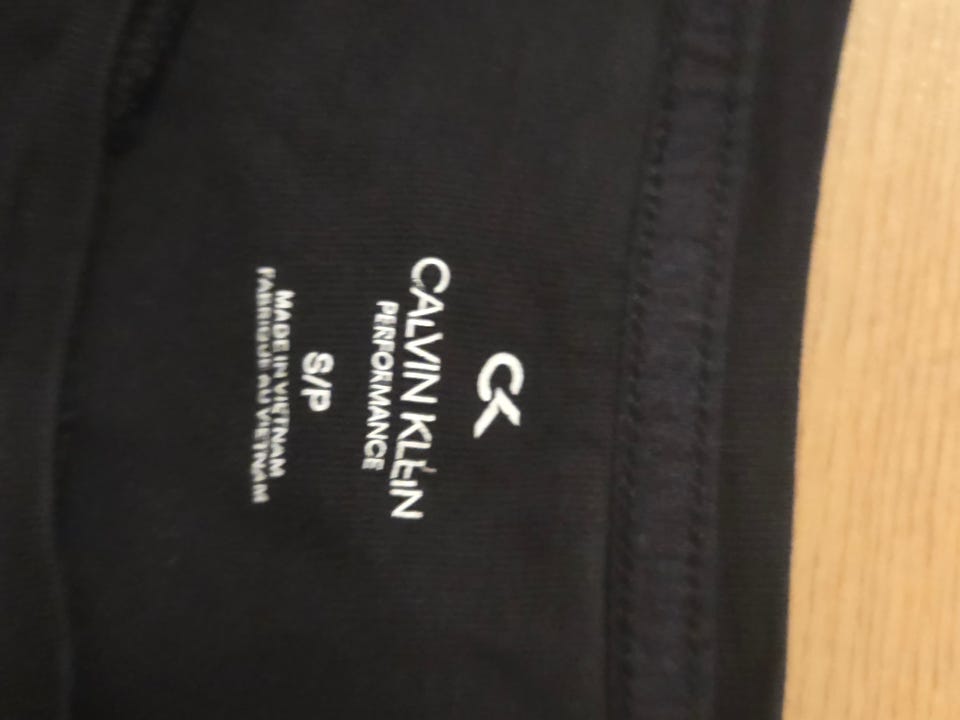 CK
CALVIN KLEIN
PERFORMANCE
S/P
MADE IN VIETNAM
FABRIQUÉ AU VIETNAM